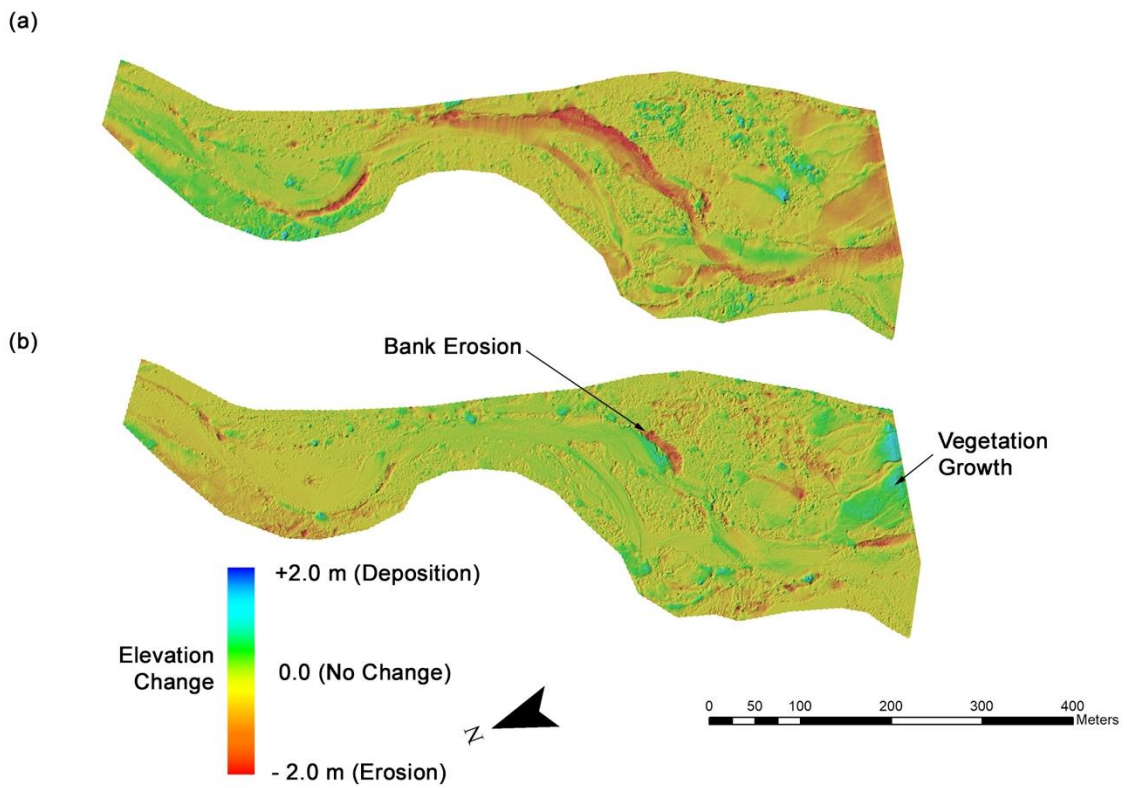 (a)
(b)
Bank Erosion
Vegetation
Growth
+2.0 m (Deposition)
Elevation
Change
0.0 (No Change)
- 2.0 m (Erosion)
N
0 50 100 200 300 400
Meters